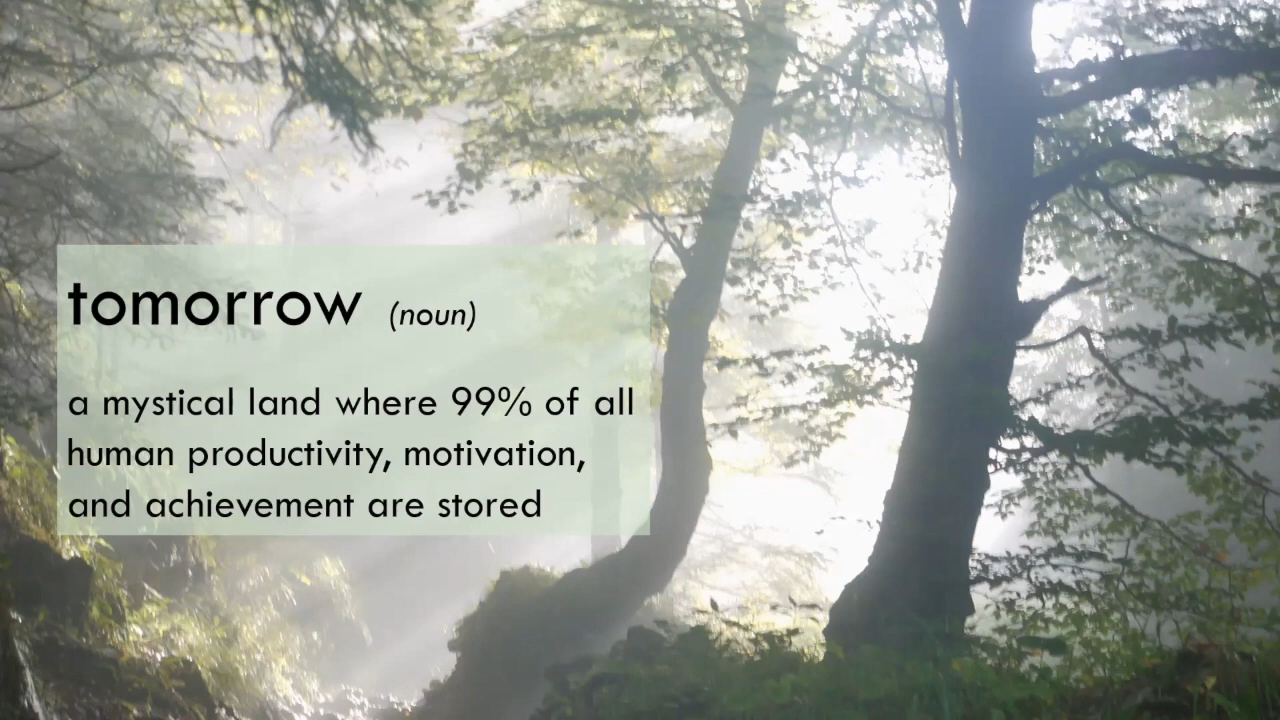 tomorrow (noun)
a mystical land where 99% of all
human productivity, motivation,
and achievement are stored